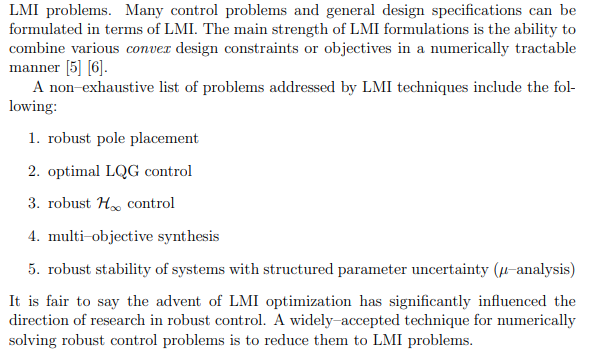 LMI problems. Many control problems and general design specifications can be
formulated in terms of LMI. The main strength of LMI formulations is the ability to
combine various convex design constraints or objectives in a numerically tractable
manner [5] [6].
A non–exhaustive list of problems addressed by LMI techniques include the fol-
lowing:
1. robust pole placement
2. optimal LQG control
3. robust H∞ control
4. multi–objective synthesis
5. robust stability of systems with structured parameter uncertainty (μ–analysis)
It is fair to say the advent of LMI optimization has significantly influenced the
direction of research in robust control. A widely–accepted technique for numerically
solving robust control problems is to reduce them to LMI problems.